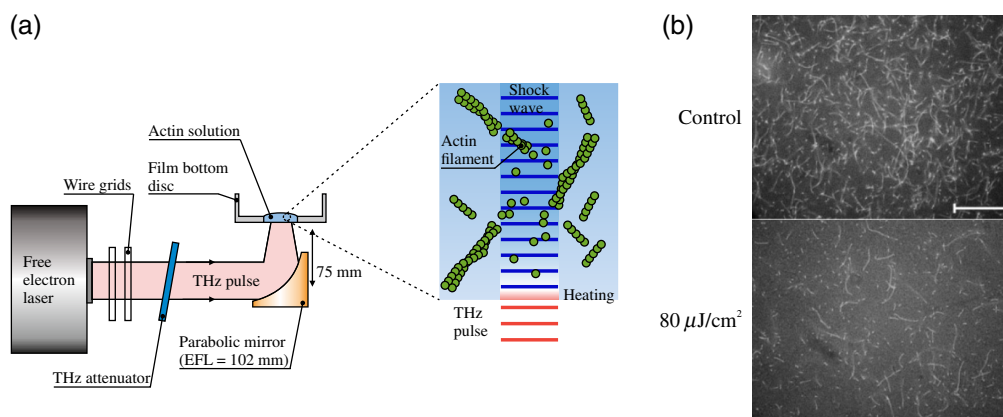 (a)
Actin solution
Film bottom
disc
Wire grids
Free
electron
laser
THz pulse
75 mm
Parabolic mirror
(EFL = 102 mm)
THz attenuator
Shock
wave
Actin
filament
THz
pulse
Heating
(b)
Control
80 μJ/cm²